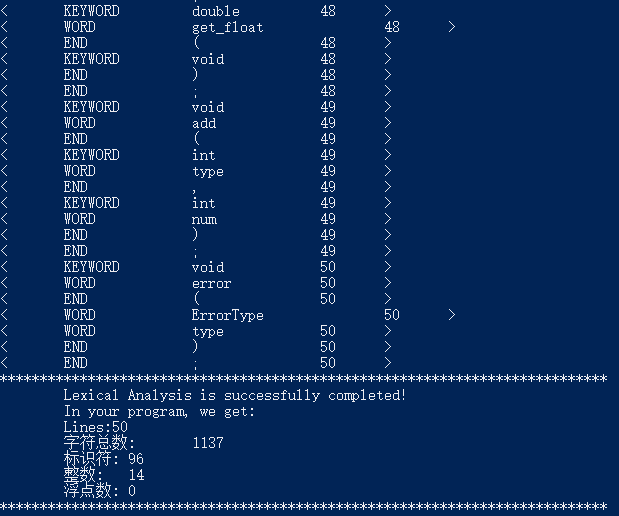 < KEYWORD double 48 >
< WORD get_float 48 >
< END ( 48 >
< KEYWORD void 48 >
< END ) 48 >
< END ; 48 >
< KEYWORD void 49 >
< WORD add 49 >
< END ( 49 >
< KEYWORD int 49 >
< WORD type 49 >
< END , 49 >
< KEYWORD int 49 >
< WORD num 49 >
< END ) 49 >
< END ; 49 >
< KEYWORD void 50 >
< WORD error 50 >
< END ( 50 >
< WORD ErrorType 50 >
< WORD type 50 >
< END ) 50 >
< END ; 50 >
****************************************************************************
Lexical Analysis is successfully completed!
In your program, we get:
Lines:50
字符总数: 1137
标识符: 96
整数: 14
浮点数: 0
****************************************************************************